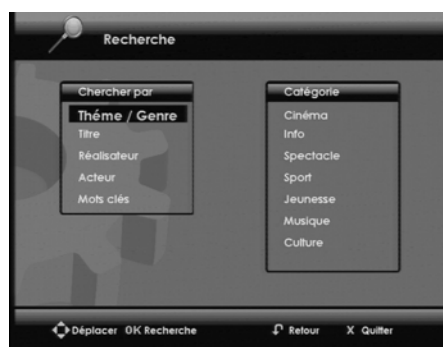 Recherche
Chercher par
Théme / Genre
Titre
Réalisateur
Acteur
Mots clés
Catégorie
Cinéma
Info
Spectacle
Sport
Jeunesse
Musique
Culture
Déplacer OK Recherche
Retour X Quitter